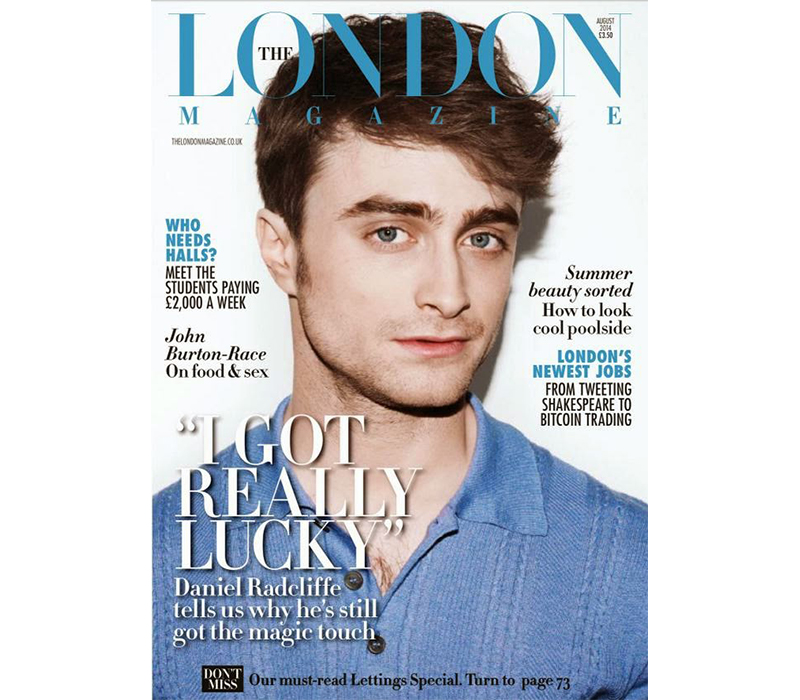 THE LONDON
MAGAZINE
AUGUST
2014
£3.50
THELONDONMAGAZINE.CO.UK
WHO
NEEDS
HALLS?
MEET THE
STUDENTS PAYING
£2,000 A WEEK
John
Burton-Race
On food & sex
Summer
beauty sorted
How to look
cool poolside
LONDON'S
NEWEST JOBS
FROM TWEETING
SHAKESPEARE TO
BITCOIN TRADING
“I GOT
REALLY
LUCKY”
Daniel Radcliffe
tells us why he's still
got the magic touch
DON'T
MISS
Our must-read Lettings Special. Turn to page 73